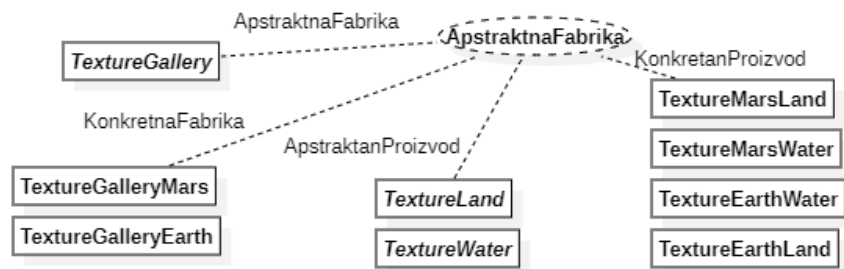 ApstraktnaFabrika
ApstraktnaFabrika
TextureGallery
KonkretanProizvod
TextureMarsLand
KonkretnaFabrika
ApstraktanProizvod
TextureMarsWater
TextureGalleryMars
TextureLand
TextureEarthWater
TextureGalleryEarth
TextureWater
TextureEarthLand